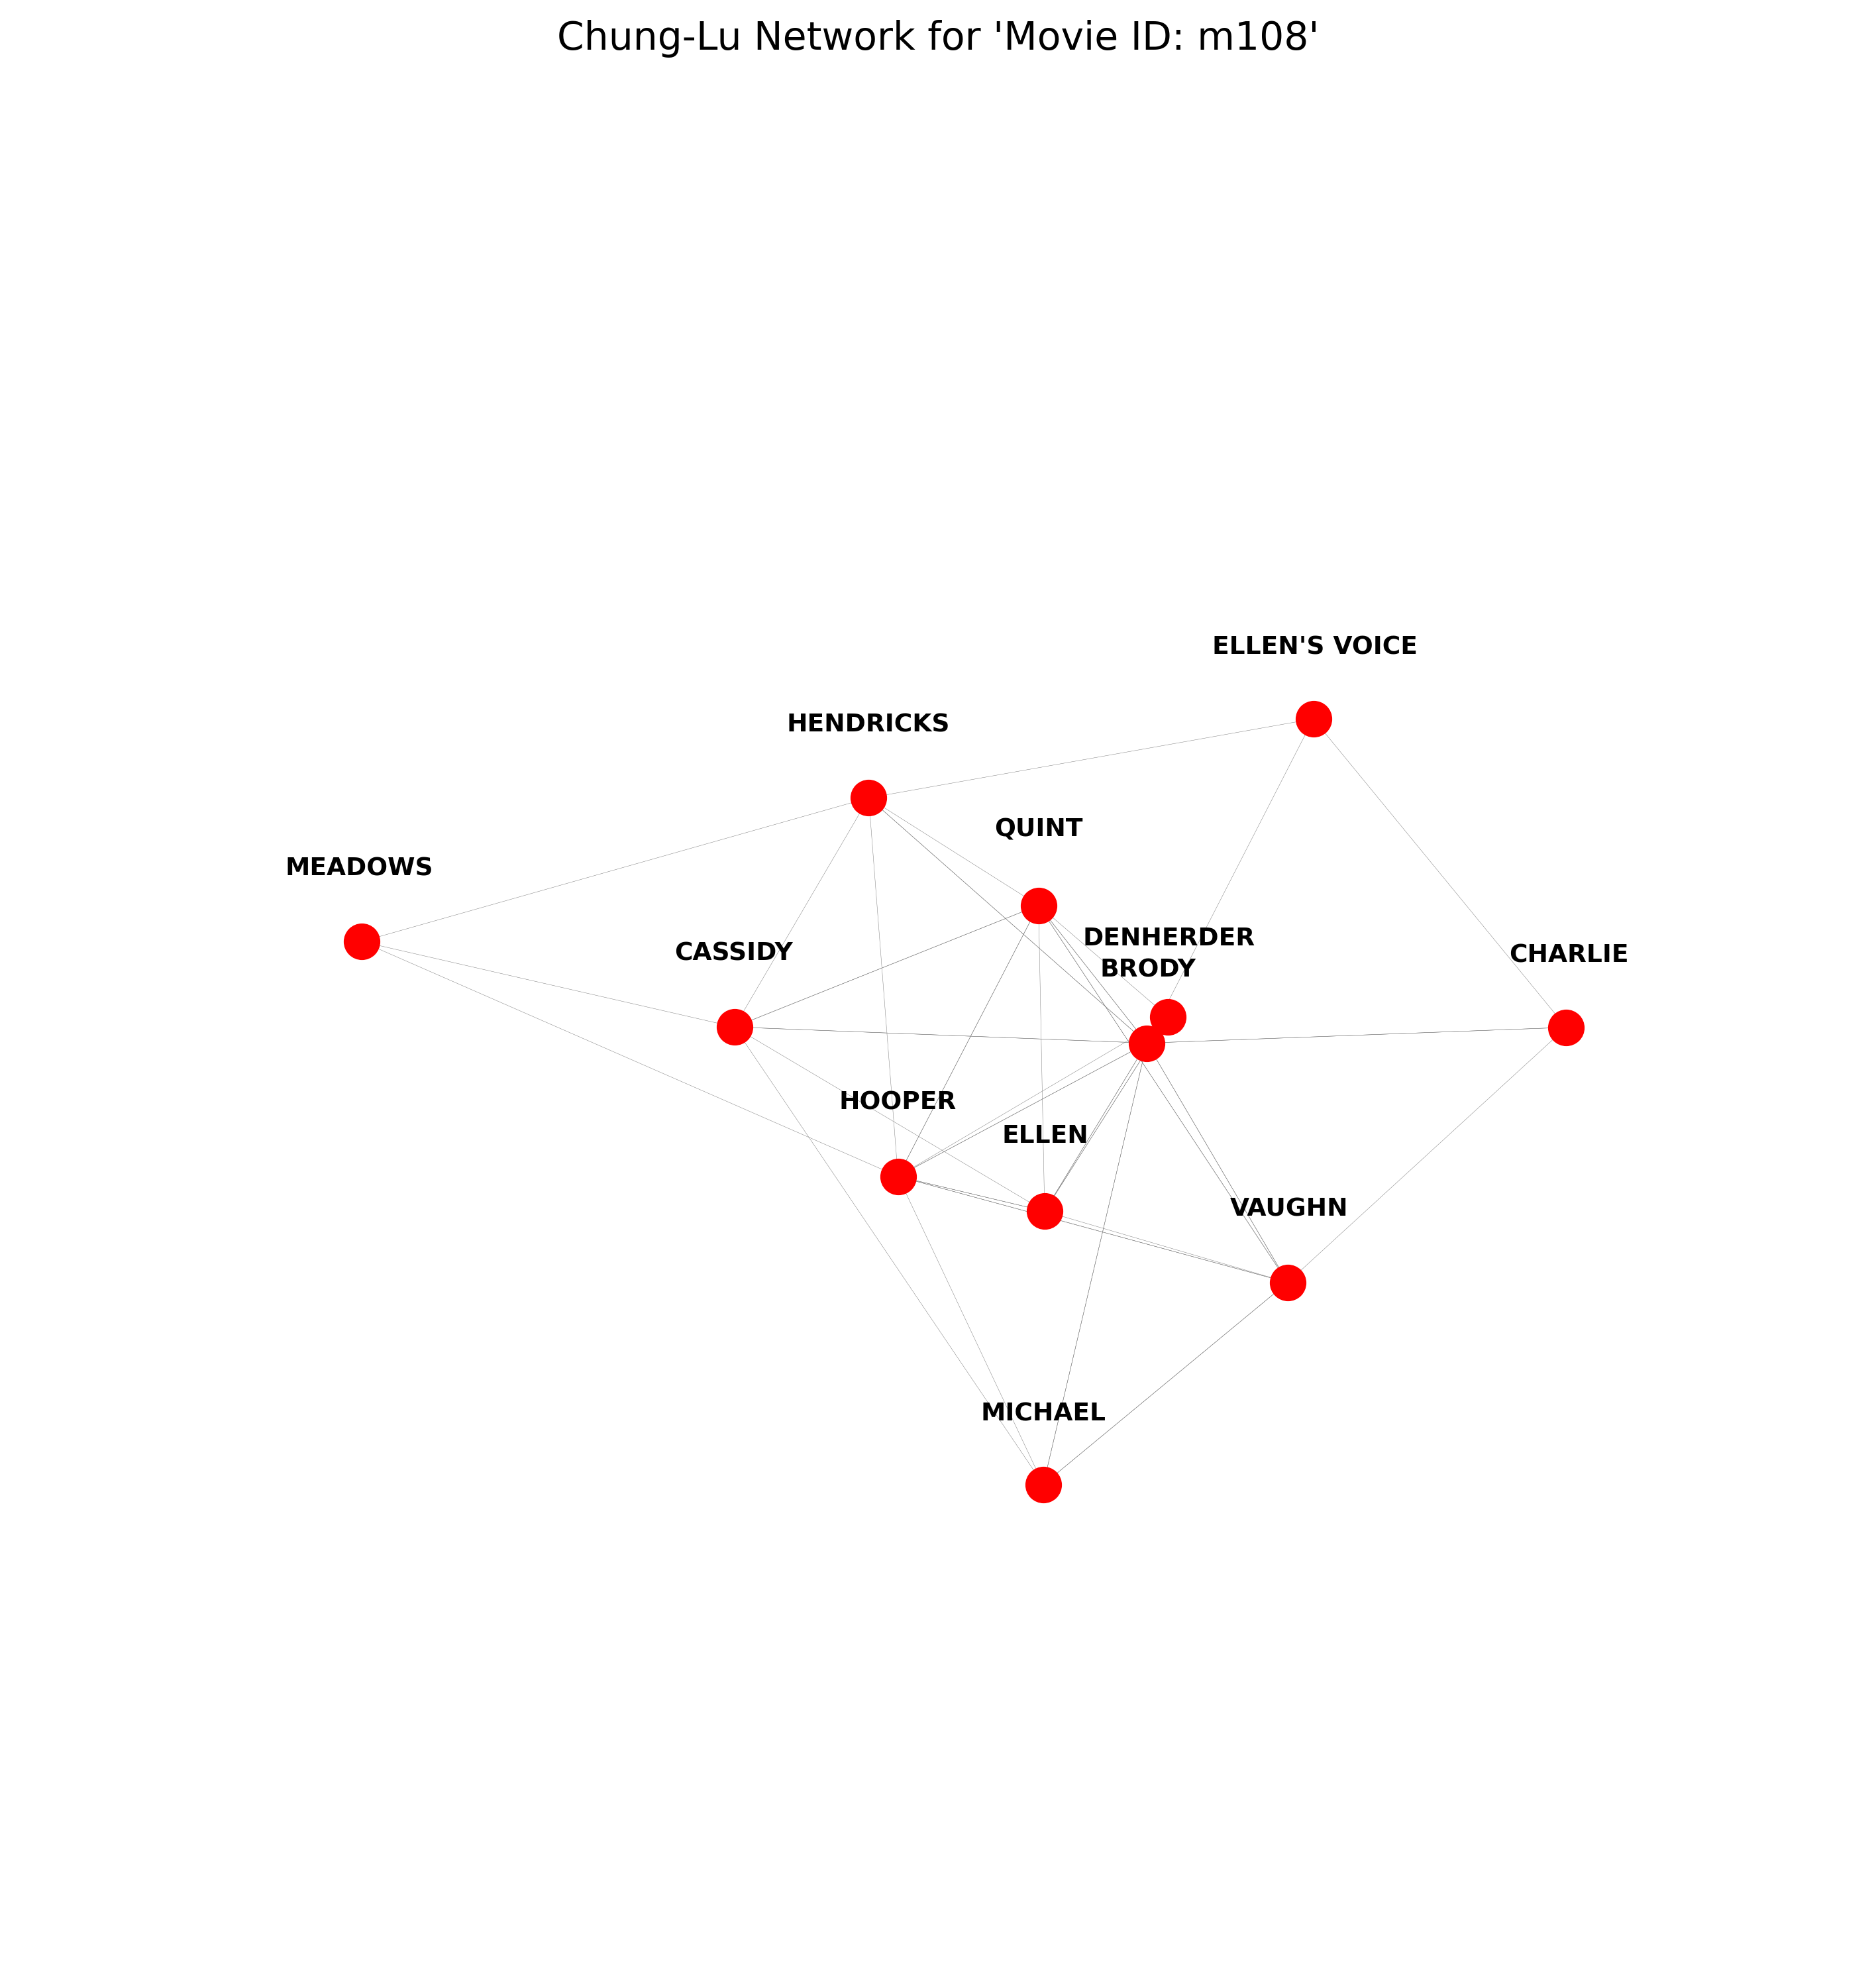 Chung-Lu Network for 'Movie ID: m108'
ELLEN'S VOICE
HENDRICKS
QUINT
MEADOWS
DENHERDER
CASSIDY
CHARLIE
BRODY
HOOPER
ELLEN
VAUGHN
MICHAEL